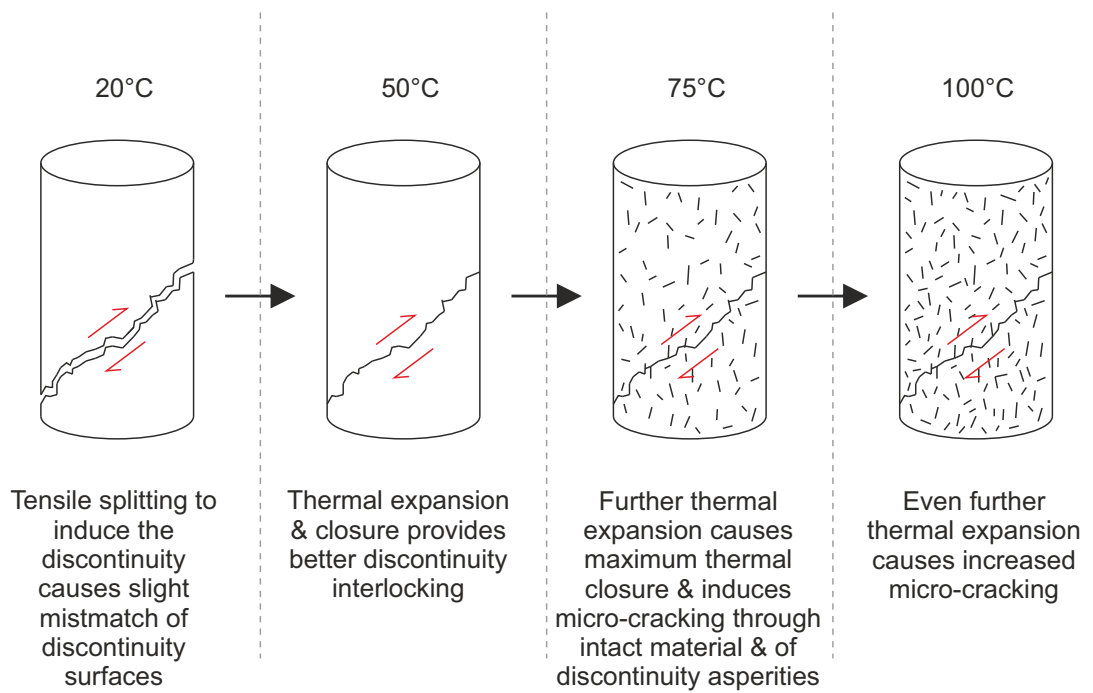 20°C
50°C
75°C
100°C
Tensile splitting to
induce the
discontinuity
causes slight
mistmatch of
discontinuity
surfaces
Thermal expansion
& closure provides
better discontinuity
interlocking
Further thermal
expansion causes
maximum thermal
closure & induces
micro-cracking through
intact material & of
discontinuity asperities
Even further
thermal expansion
causes increased
micro-cracking